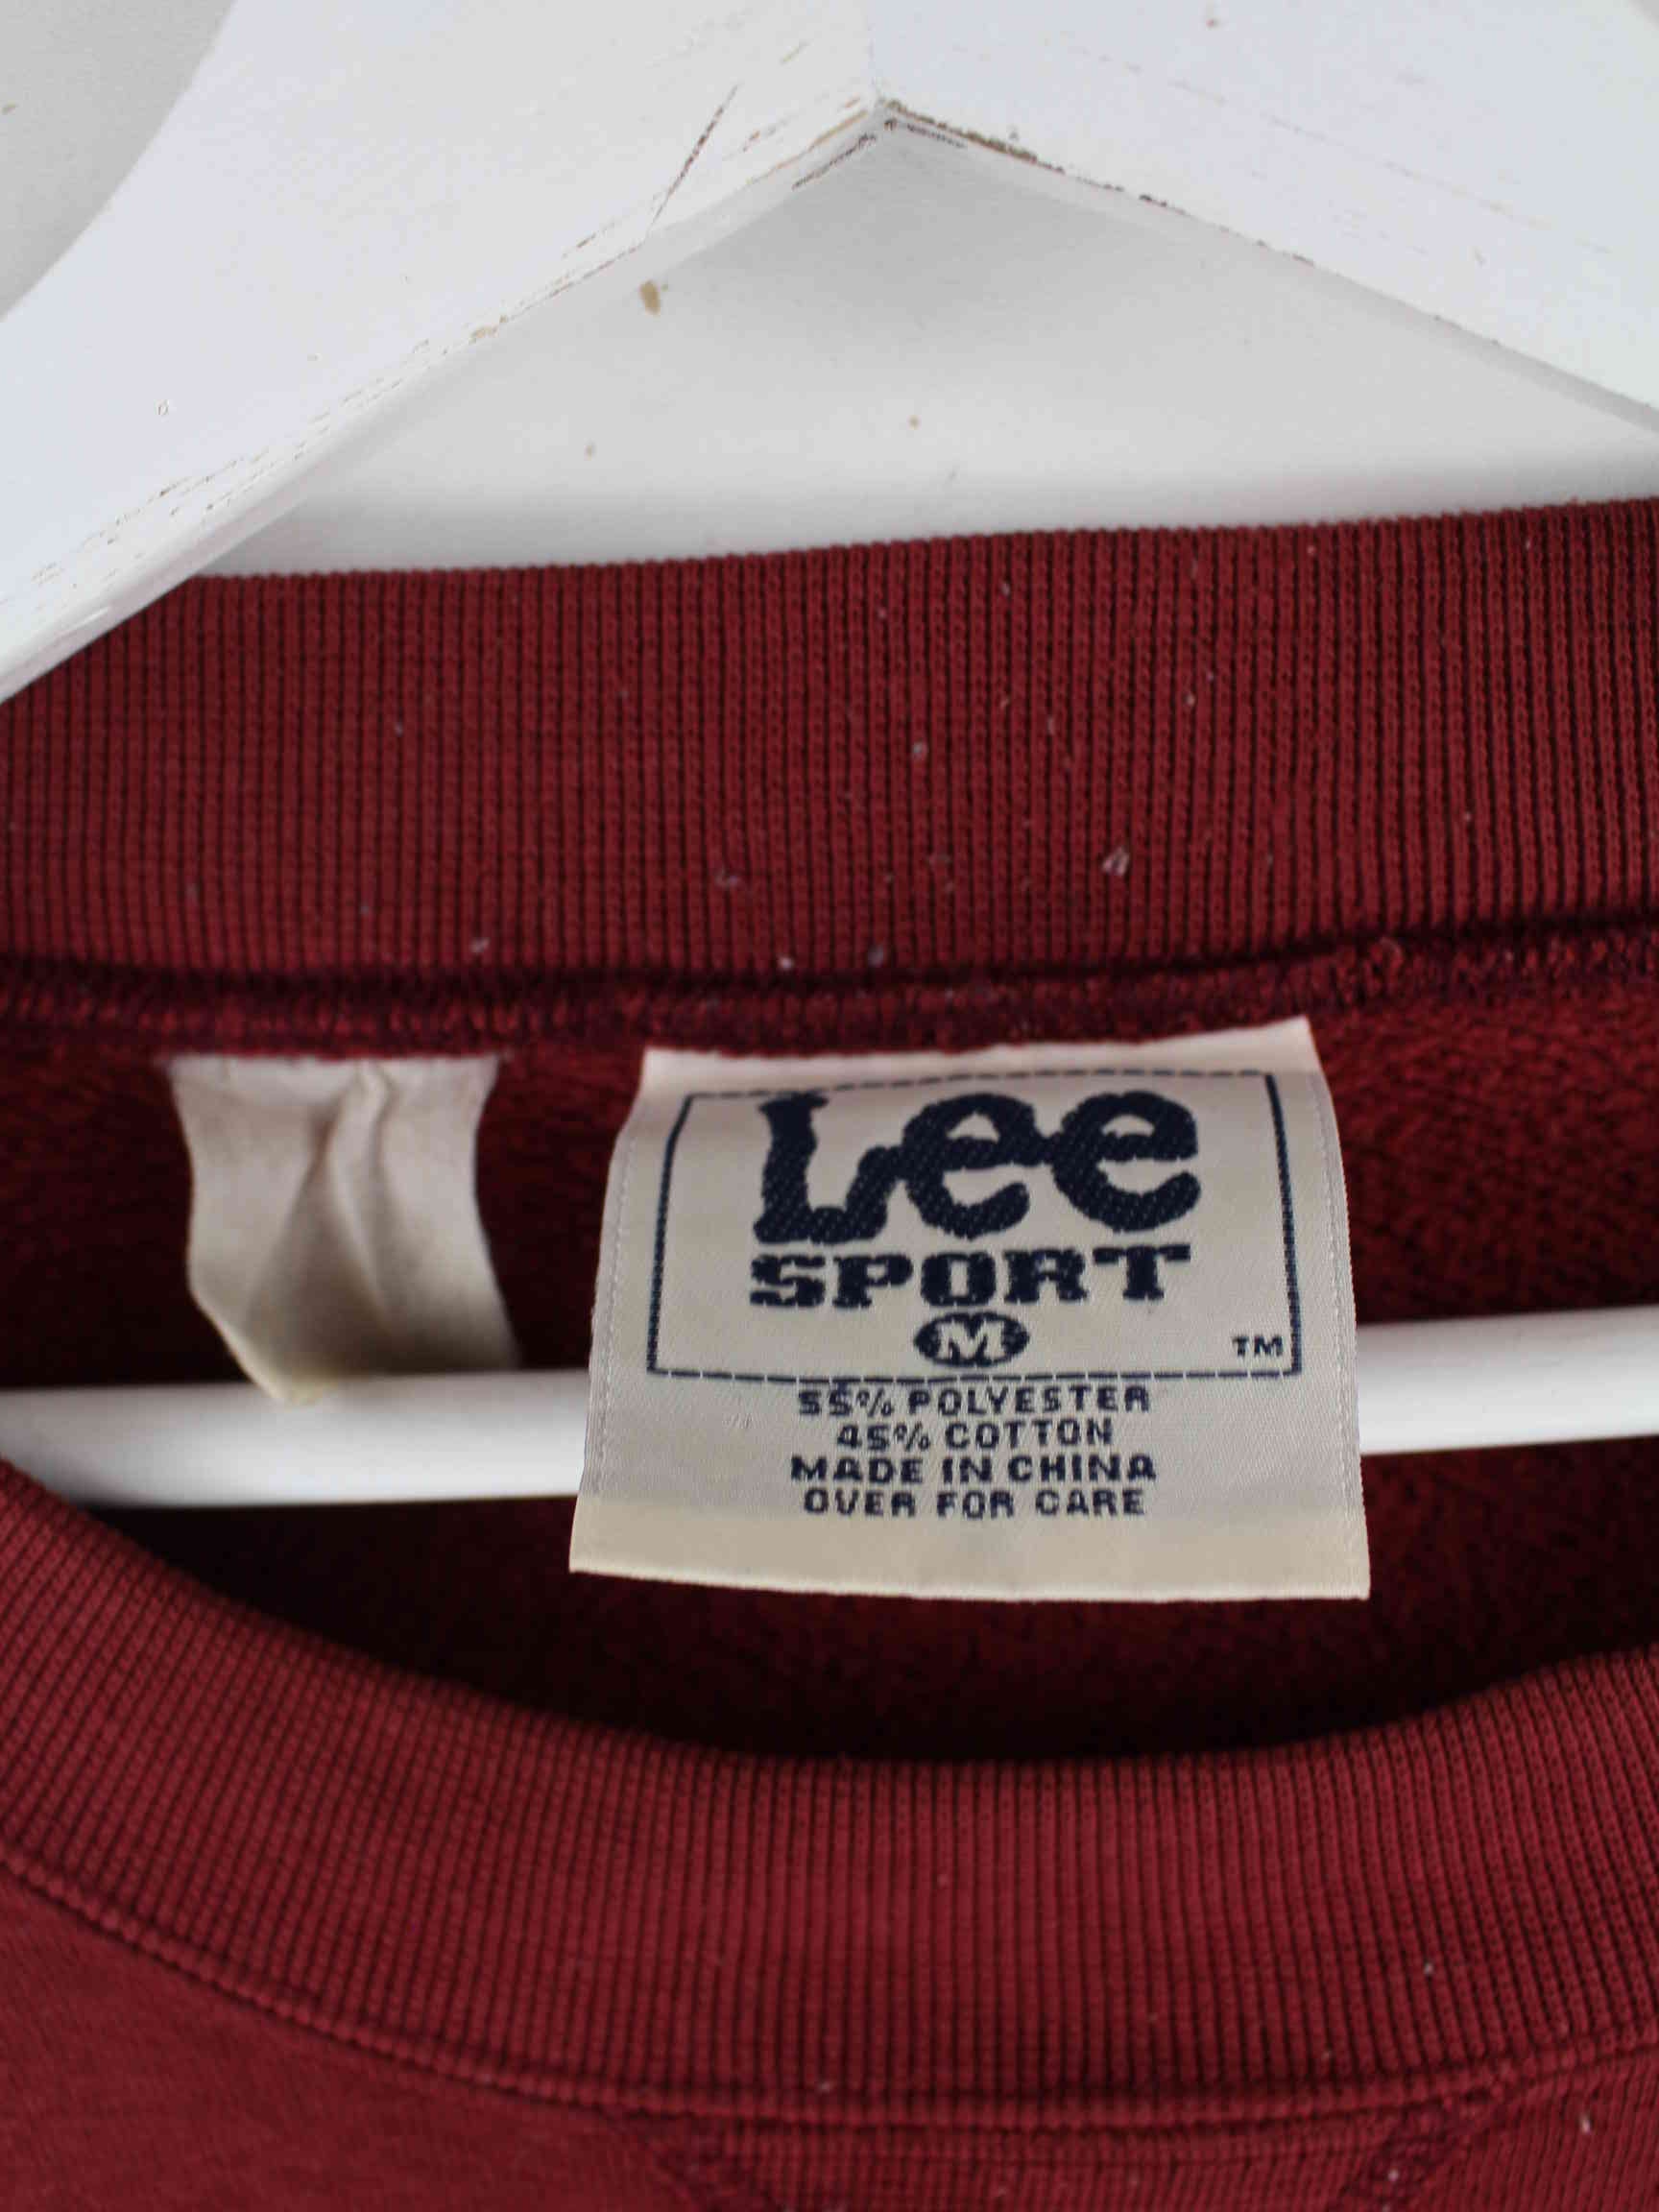 Lee
SPORT
M
TM
55% POLYESTER
45% COTTON
MADE IN CHINA
OVER FOR CARE